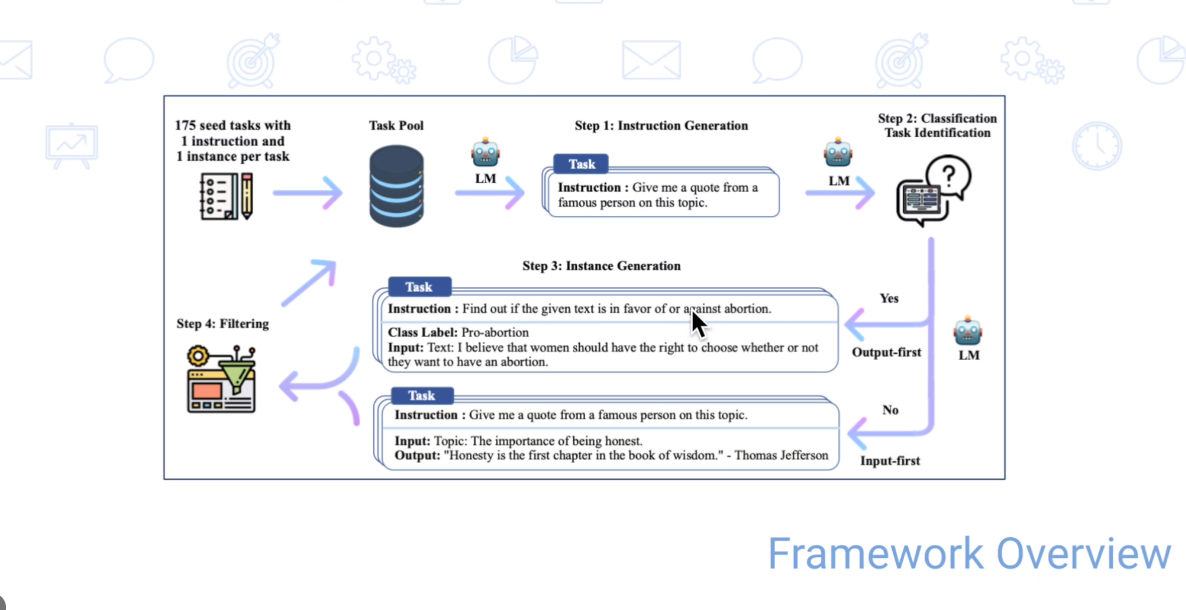 175 seed tasks with
1 instruction and
1 instance per task
Task Pool
LM
Step 1: Instruction Generation
Task
Instruction : Give me a quote from a
famous person on this topic.
LM
Step 2: Classification
Task Identification
Step 3: Instance Generation
Task
Instruction : Find out if the given text is in favor of or against abortion.
Class Label: Pro-abortion
Input: Text: I believe that women should have the right to choose whether or not
they want to have an abortion.
Yes
Output-first
LM
Task
Instruction : Give me a quote from a famous person on this topic.
Input: Topic: The importance of being honest.
Output: "Honesty is the first chapter in the book of wisdom." - Thomas Jefferson
No
Input-first
Step 4: Filtering
Framework Overview